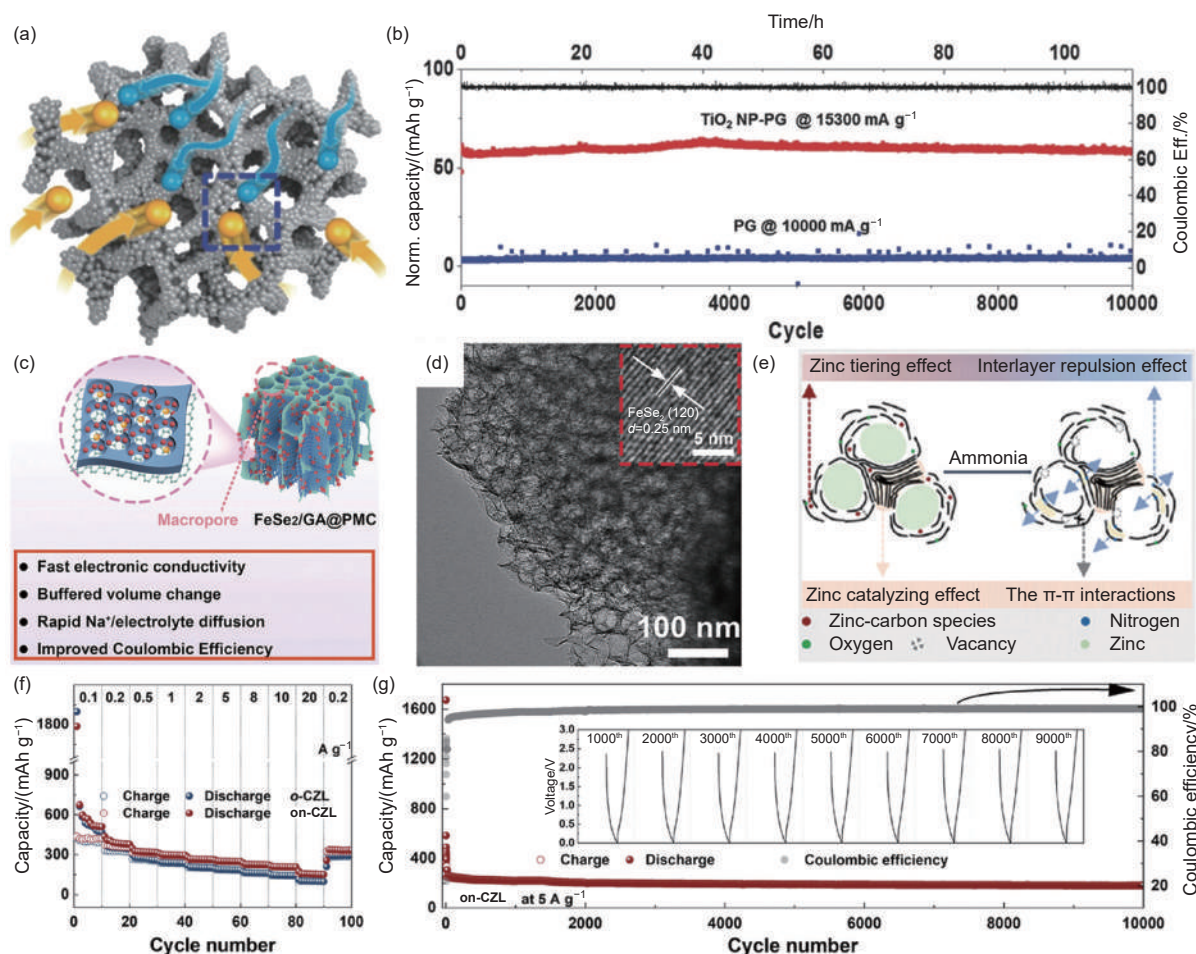 (a)
(b)
Time/h
0 20 40 60 80 100
Norm. capacity/(mAh g⁻¹)
100
50
0
TiO₂ NP-PG @ 15300 mA g⁻¹
PG @ 10000 mA g⁻¹
100
80
60
40
20
0
Coulombic Eff./%
0 2000 4000 6000 8000 10000
Cycle
(c)
Macropore FeSe₂/GA@PMC
● Fast electronic conductivity
● Buffered volume change
● Rapid Na⁺/electrolyte diffusion
● Improved Coulombic Efficiency
(d)
FeSe₂ (120)
d=0.25 nm
5 nm
100 nm
(e)
Zinc tiering effect Interlayer repulsion effect
Ammonia
Zinc catalyzing effect The π-π interactions
Zinc-carbon species Nitrogen
Oxygen Vacancy Zinc
(f)
0.1 0.2 0.5 1 2 5 8 10 20 0.2
A g⁻¹
Capacity/(mAh g⁻¹)
1800
900
600
300
0
Charge Discharge o-CZL
Charge Discharge on-CZL
0 20 40 60 80 100
Cycle number
(g)
Capacity/(mAh g⁻¹)
1600
1200
800
400
0
1000th 2000th 3000th 4000th 5000th 6000th 7000th 8000th 9000th
Voltage/V
3.0
2.5
2.0
1.5
1.0
0.5
0.0
Charge Discharge Coulombic efficiency
on-CZL at 5 A g⁻¹
100
80
60
40
20
Coulombic efficiency/%
0 2000 4000 6000 8000 10000
Cycle number